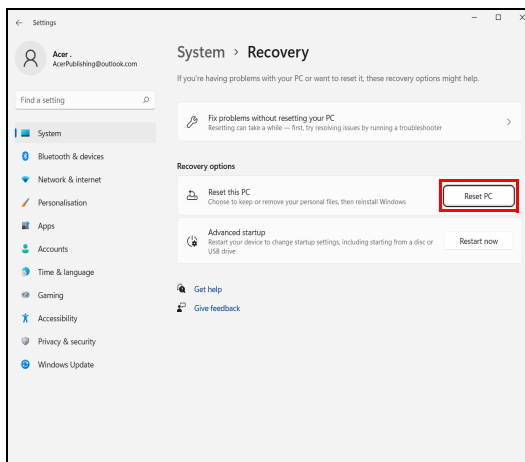 Settings
Acer .
AcerPublishing@outlook.com
Find a setting
System
Bluetooth & devices
Network & internet
Personalisation
Apps
Accounts
Time & language
Gaming
Accessibility
Privacy & security
Windows Update
System > Recovery
If you're having problems with your PC or want to reset it, these recovery options might help.
Fix problems without resetting your PC
Resetting can take a while — first, try resolving issues by running a troubleshooter
Recovery options
Reset this PC
Choose to keep or remove your personal files, then reinstall Windows
Reset PC
Advanced startup
Restart your device to change startup settings, including starting from a disc or
USB drive
Restart now
Get help
Give feedback